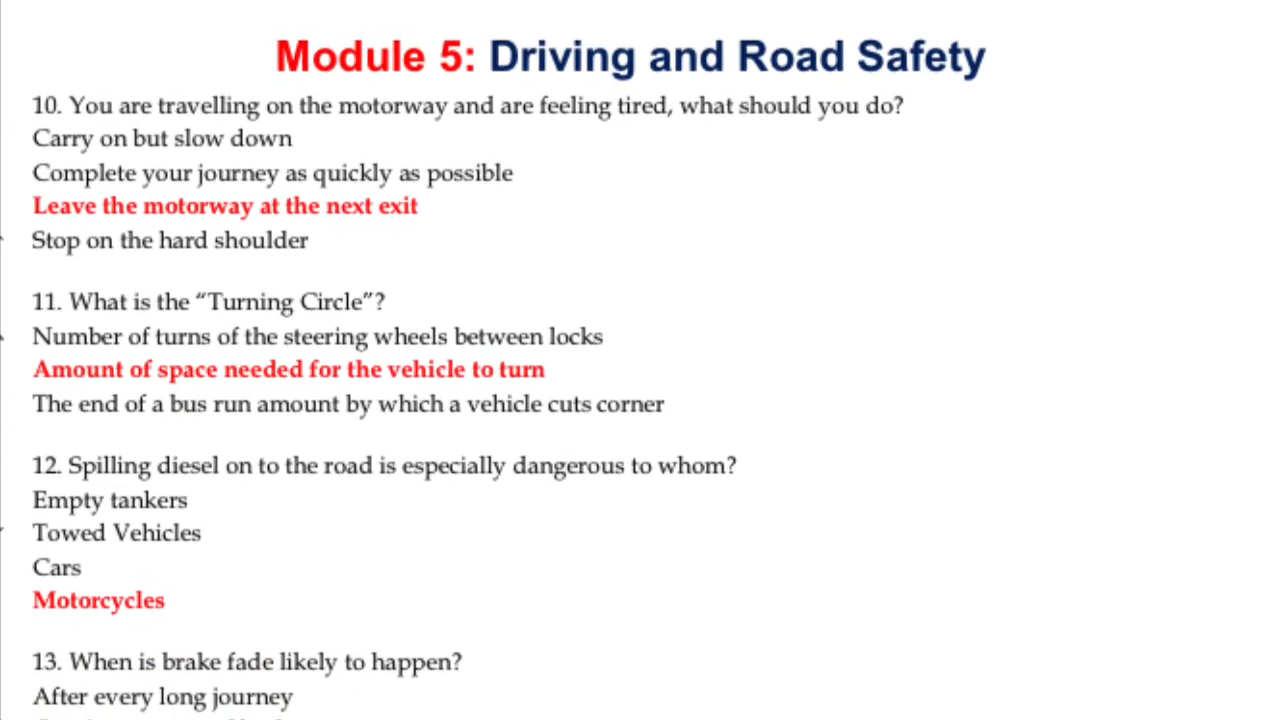 Module 5: Driving and Road Safety
10. You are travelling on the motorway and are feeling tired, what should you do?
Carry on but slow down
Complete your journey as quickly as possible
Leave the motorway at the next exit
Stop on the hard shoulder
11. What is the “Turning Circle”?
Number of turns of the steering wheels between locks
Amount of space needed for the vehicle to turn
The end of a bus run amount by which a vehicle cuts corner
12. Spilling diesel on to the road is especially dangerous to whom?
Empty tankers
Towed Vehicles
Cars
Motorcycles
13. When is brake fade likely to happen?
After every long journey